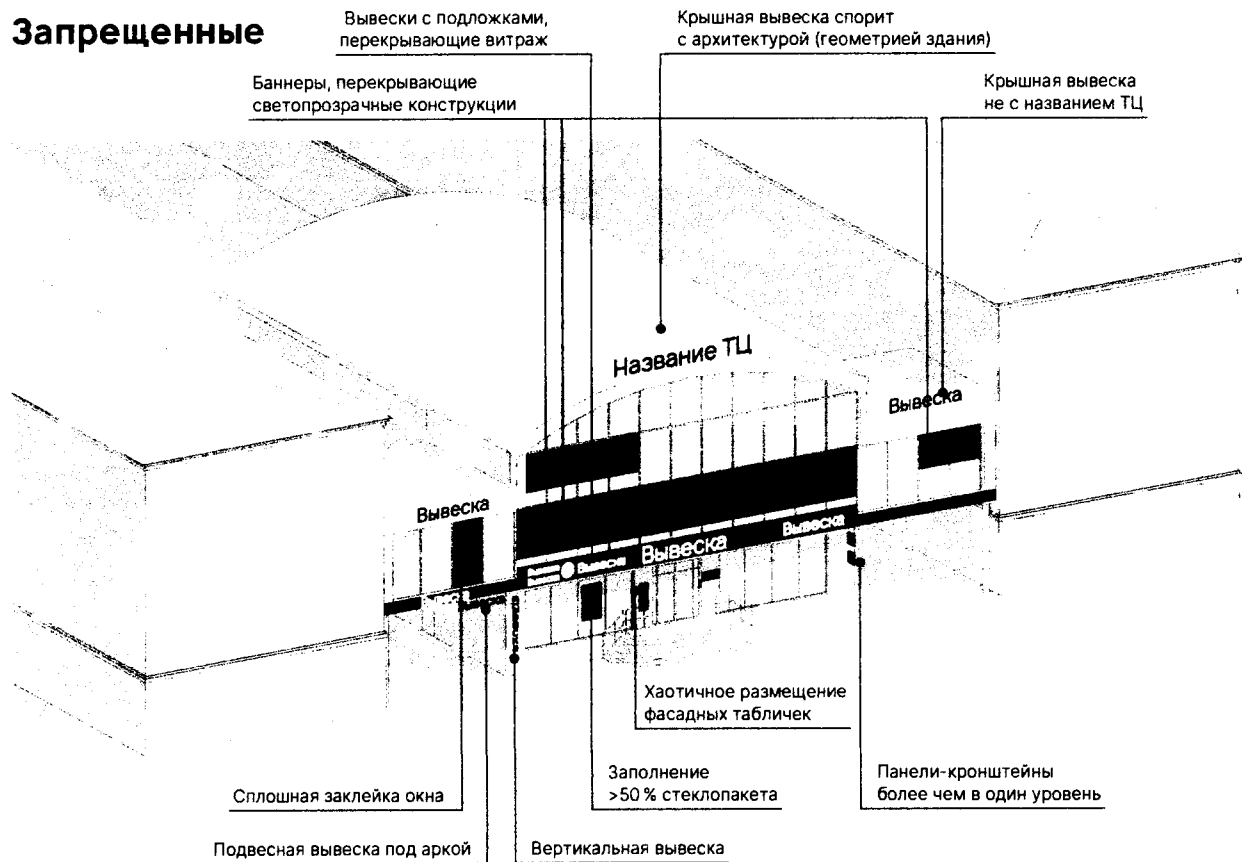 Запрещенные
Вывески с подложками,
перекрывающие витраж
Крышная вывеска спорит
с архитектурой (геометрией здания)
Баннеры, перекрывающие
светопрозрачные конструкции
Крышная вывеска
не с названием ТЦ
Название ТЦ
Вывеска
Вывеска
Вывеска
Вывеска
Вывеска
Хаотичное размещение
фасадных табличек
Сплошная заклейка окна
Заполнение
>50 % стеклопакета
Панели-кронштейны
более чем в один уровень
Подвесная вывеска под аркой
Вертикальная вывеска